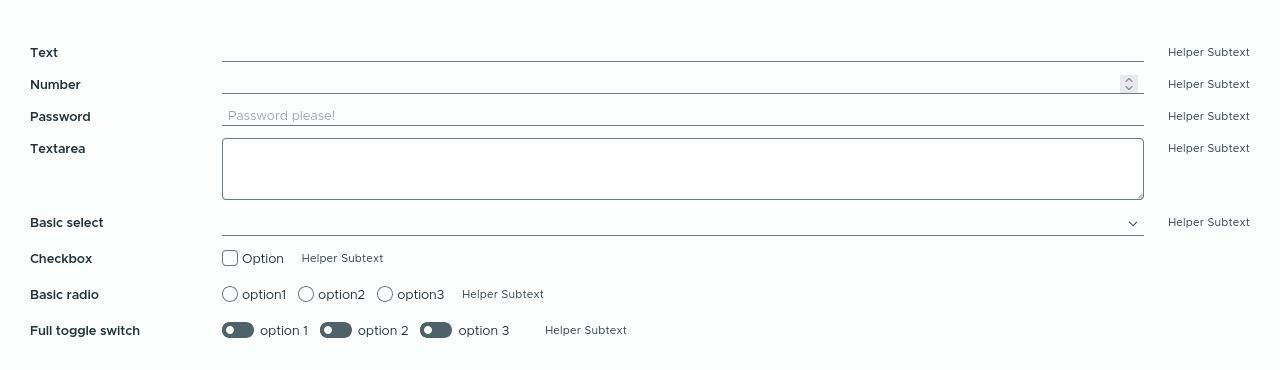 Text Helper Subtext
Number Helper Subtext
Password Password please! Helper Subtext
Textarea Helper Subtext
Basic select Helper Subtext
Checkbox Option Helper Subtext
Basic radio option1 option2 option3 Helper Subtext
Full toggle switch option 1 option 2 option 3 Helper Subtext